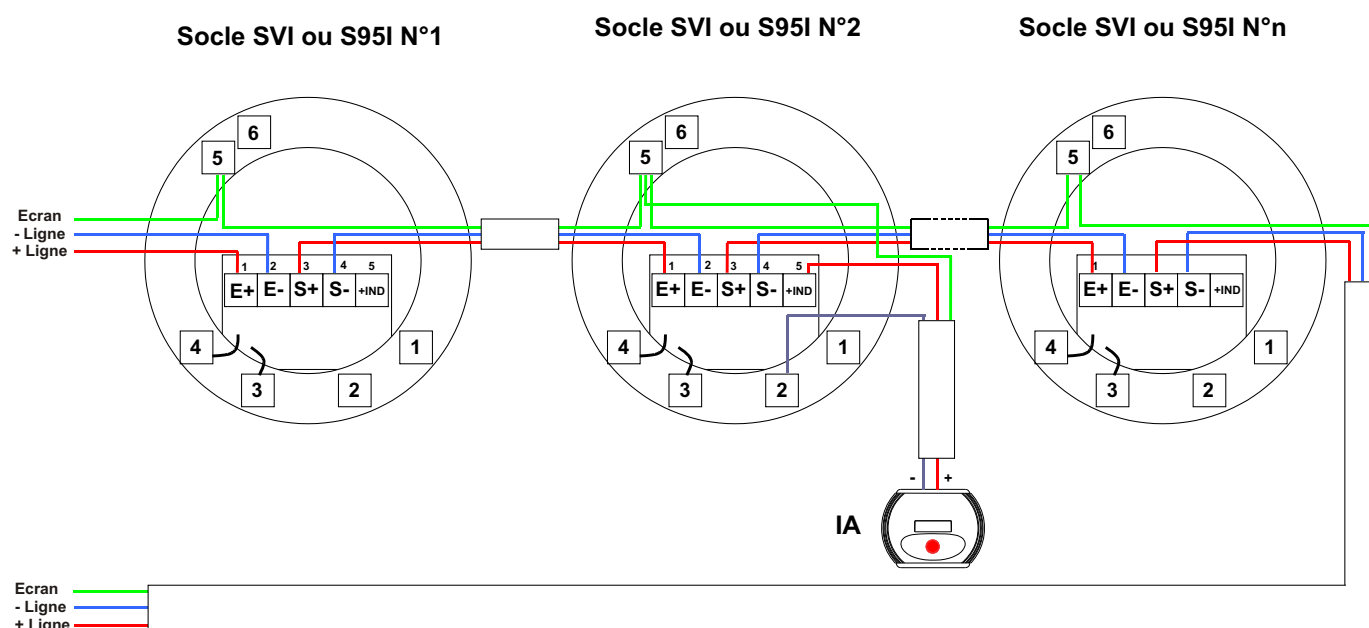 Socle SVI ou S95I N°1
Socle SVI ou S95I N°2
Socle SVI ou S95I N°n
6
5
6
5
6
5
Ecran
- Ligne
+ Ligne
1 2 3 4 5
E+ E- S+ S- +IND
1 2 3 4 5
E+ E- S+ S- +IND
1
E+ E- S+ S- +IND
4 3 2 1
4 3 2 1
4 3 2 1
- +
IA
Ecran
- Ligne
+ Ligne